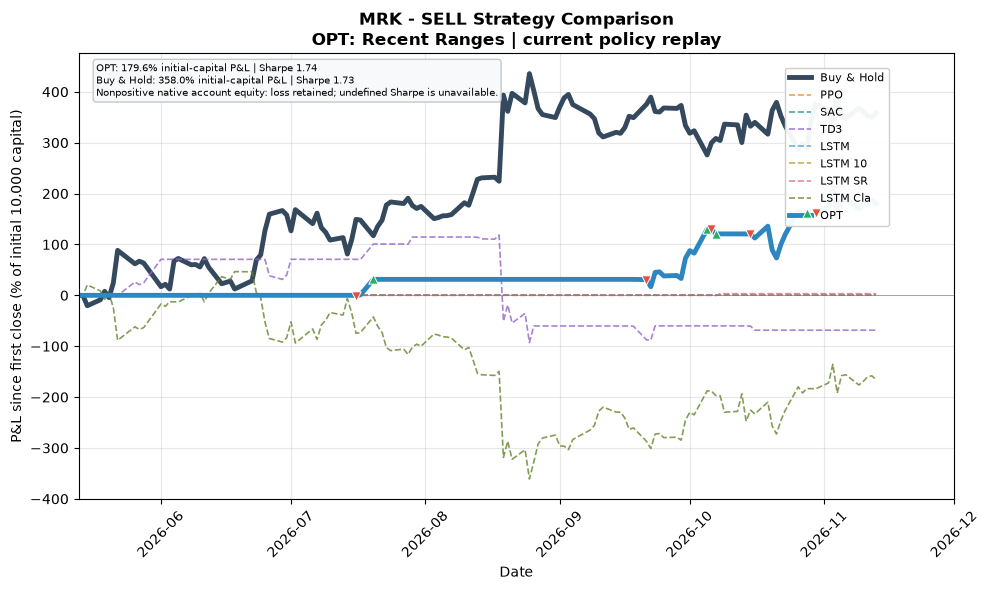 MRK - SELL Strategy Comparison
OPT: Recent Ranges | current policy replay
OPT: 179.6% initial-capital P&L | Sharpe 1.74
Buy & Hold: 358.0% initial-capital P&L | Sharpe 1.73
Nonpositive native account equity: loss retained; undefined Sharpe is unavailable.
Buy & Hold
PPO
SAC
TD3
LSTM
LSTM 10
LSTM SR
LSTM Cla
OPT
P&L since first close (% of initial 10,000 capital)
400
300
200
100
0
−100
−200
−300
−400
2026-06
2026-07
2026-08
2026-09
2026-10
2026-11
2026-12
Date